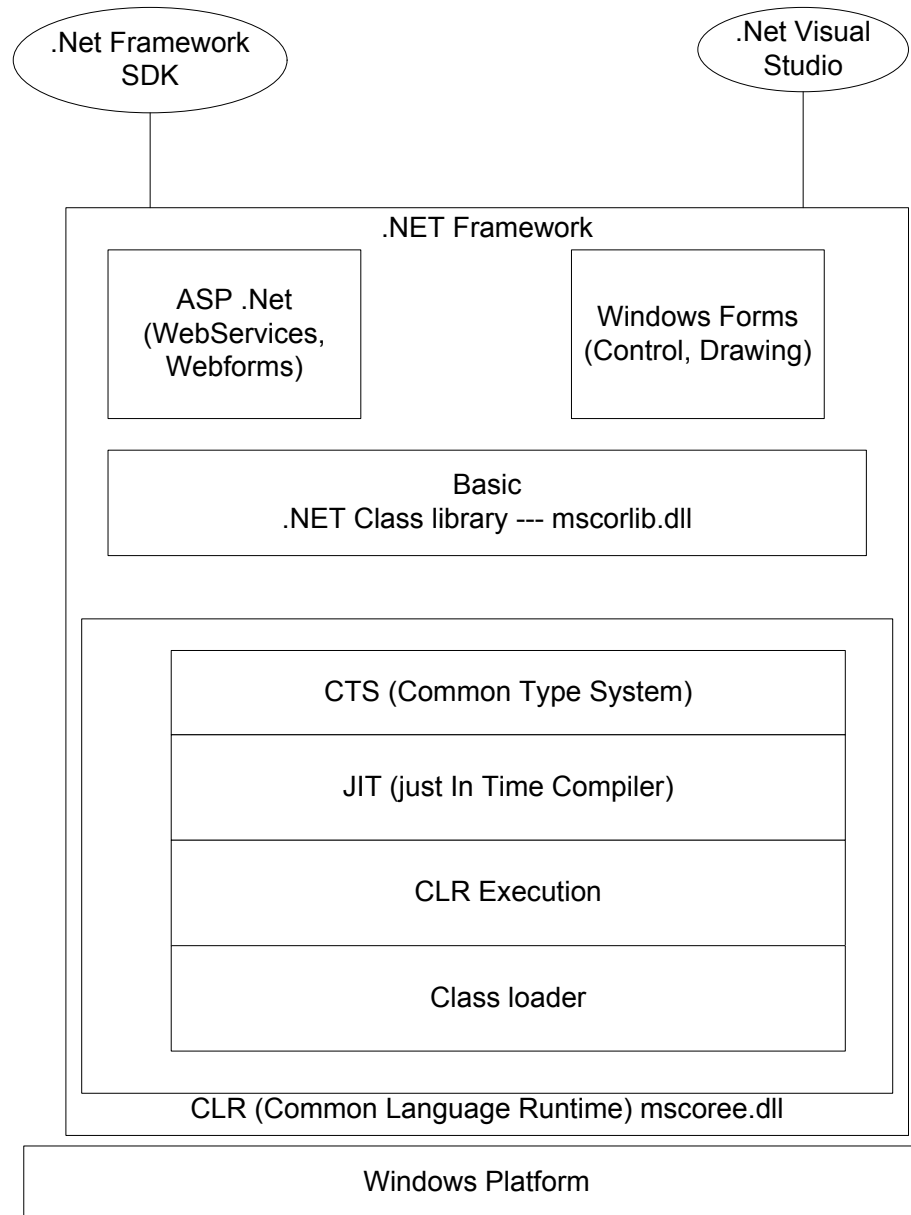 .Net Framework
SDK
.Net Visual
Studio
.NET Framework
ASP .Net
(WebServices,
Webforms)
Windows Forms
(Control, Drawing)
Basic
.NET Class library --- mscorlib.dll
CTS (Common Type System)
JIT (just In Time Compiler)
CLR Execution
Class loader
CLR (Common Language Runtime) mscoree.dll
Windows Platform